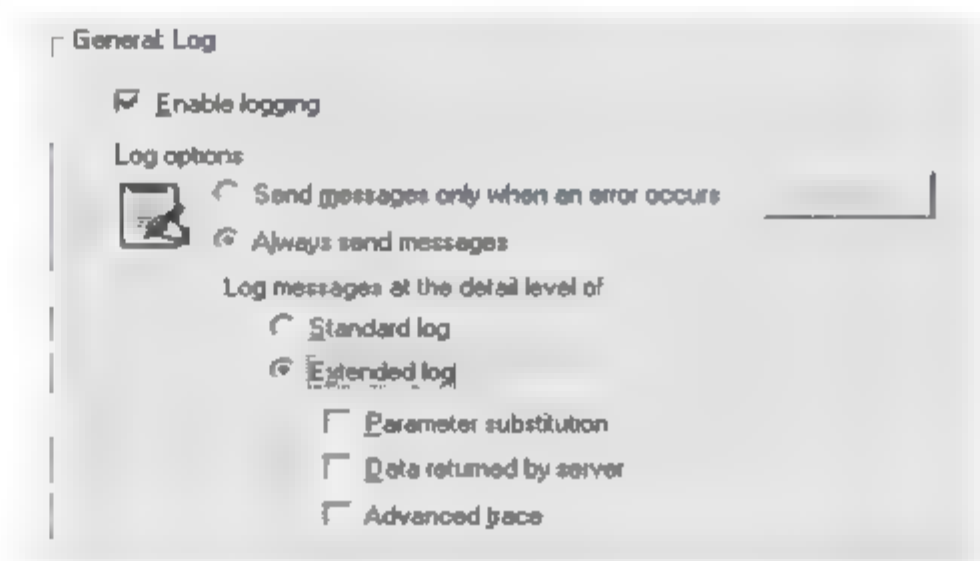 General Log
Enable logging
Log options
Send messages only when an error occurs
Always send messages
Log messages at the detail level of
Standard log
Extended log
Parameter substitution
Data returned by server
Advanced trace